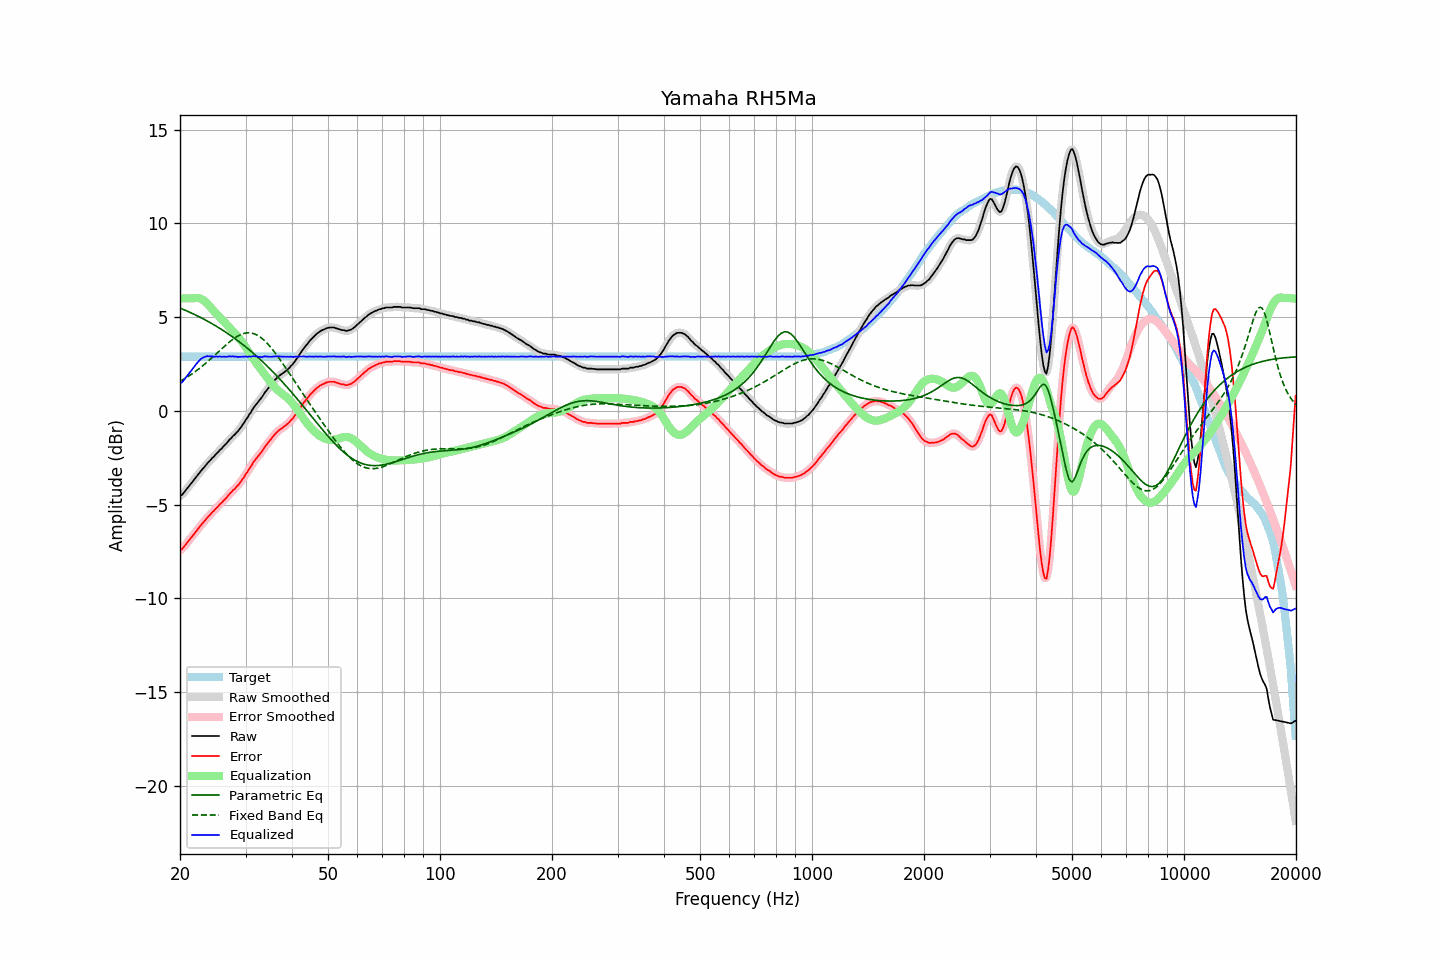 Yamaha RH5Ma
15
10
5
0
−5
−10
−15
−20
Amplitude (dBr)
Target
Raw Smoothed
Error Smoothed
Raw
Error
Equalization
Parametric Eq
Fixed Band Eq
Equalized
20 50 100 200 500 1000 2000 5000 10000 20000
Frequency (Hz)